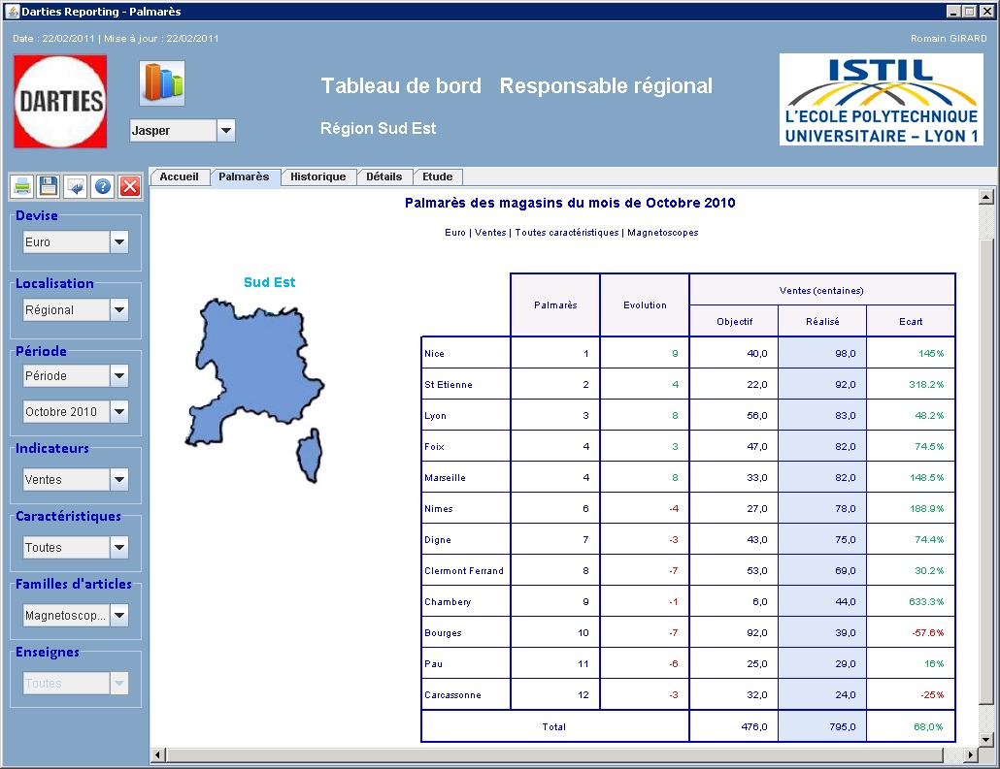 Darties Reporting - Palmarès
Date : 22/02/2011 | Mise à jour : 22/02/2011
Romain GIRARD
DARTIES
Jasper
Tableau de bord Responsable régional
Région Sud Est
ISTIL
L'ECOLE POLYTECHNIQUE
UNIVERSITAIRE – LYON 1
Accueil Palmarès Historique Détails Etude
Devise
Euro
Localisation
Régional
Période
Période
Octobre 2010
Indicateurs
Ventes
Caractéristiques
Toutes
Familles d'articles
Magnetoscop...
Enseignes
Toutes
Palmarès des magasins du mois de Octobre 2010
Euro | Ventes | Toutes caractéristiques | Magnetoscopes
Sud Est
Palmarès Evolution Ventes (centaines)
Objectif Réalisé Ecart
Nice 1 9 40,0 98,0 145%
St Etienne 2 4 22,0 92,0 318.2%
Lyon 3 8 56,0 83,0 48.2%
Foix 4 3 47,0 82,0 74.5%
Marseille 4 8 33,0 82,0 148.5%
Nimes 6 -4 27,0 78,0 188.9%
Digne 7 -3 43,0 75,0 74.4%
Clermont Ferrand 8 -7 53,0 69,0 30.2%
Chambery 9 -1 6,0 44,0 633.3%
Bourges 10 -7 92,0 39,0 -57.6%
Pau 11 -6 25,0 29,0 16%
Carcassonne 12 -3 32,0 24,0 -25%
Total 476,0 795,0 68,0%